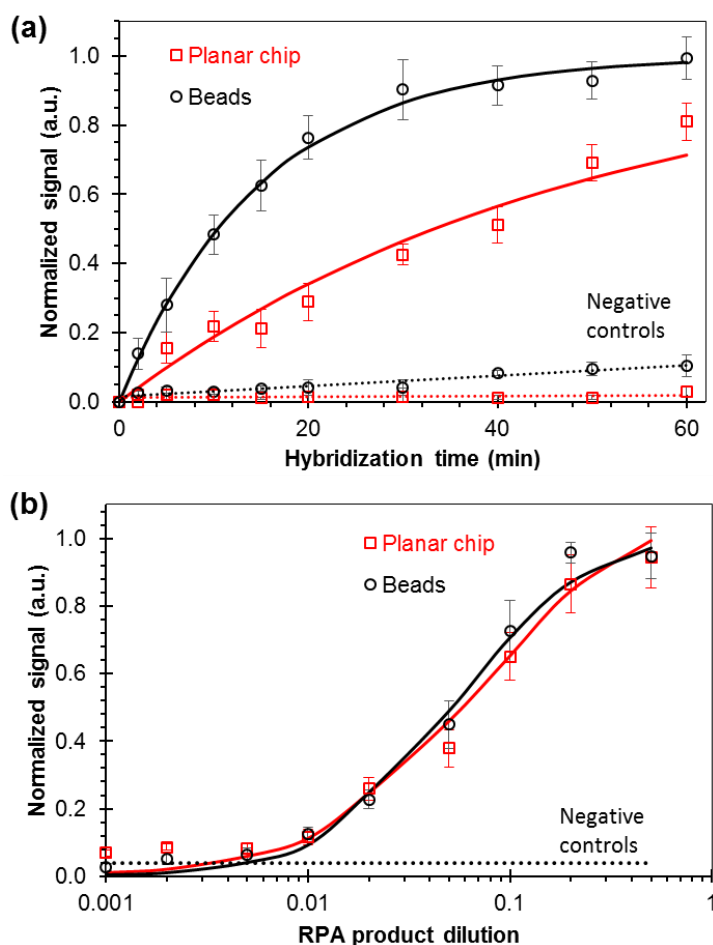 (a)
Planar chip
Beads
Normalized signal (a.u.)
1.0
0.8
0.6
0.4
0.2
0.0
Negative
controls
0
20
40
60
Hybridization time (min)
(b)
Planar chip
Beads
Normalized signal (a.u.)
1.0
0.8
0.6
0.4
0.2
0.0
Negative
controls
0.001
0.01
0.1
1
RPA product dilution